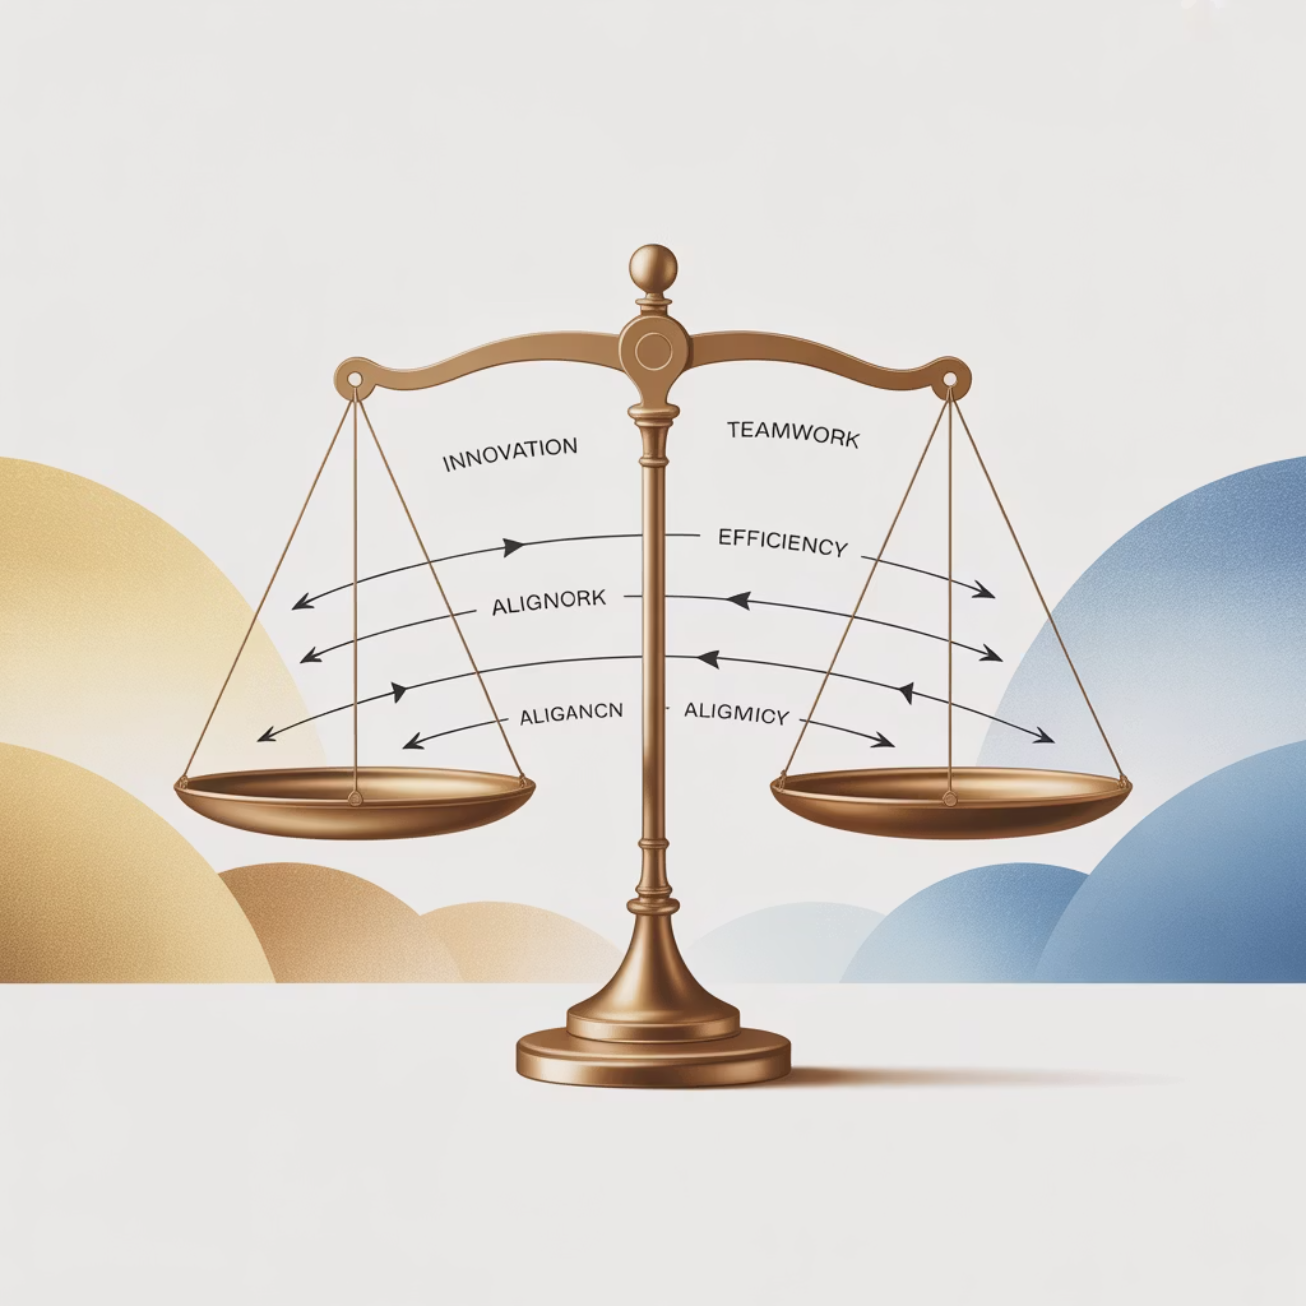 INNOVATION
TEAMWORK
EFFICIENCY
ALIGNORK
ALIGANCN
ALIGMICY